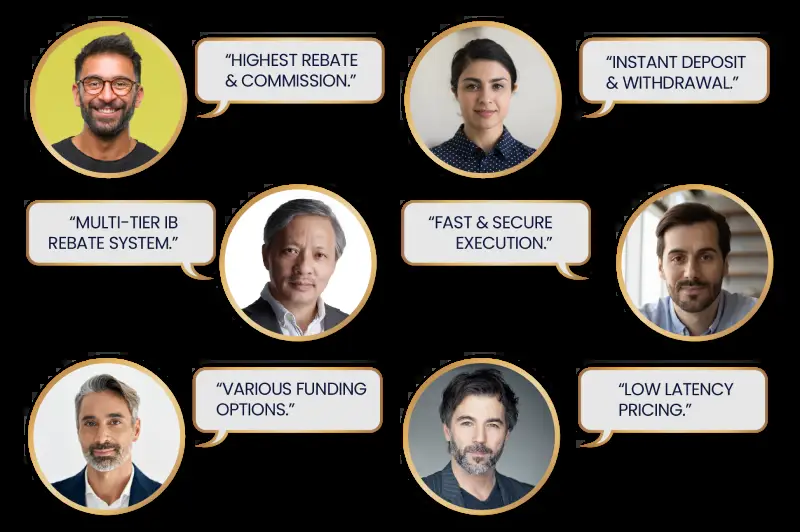 “HIGHEST REBATE
& COMMISSION.”
“INSTANT DEPOSIT
& WITHDRAWAL.”
“MULTI-TIER IB
REBATE SYSTEM.”
“FAST & SECURE
EXECUTION.”
“VARIOUS FUNDING
OPTIONS.”
“LOW LATENCY
PRICING.”